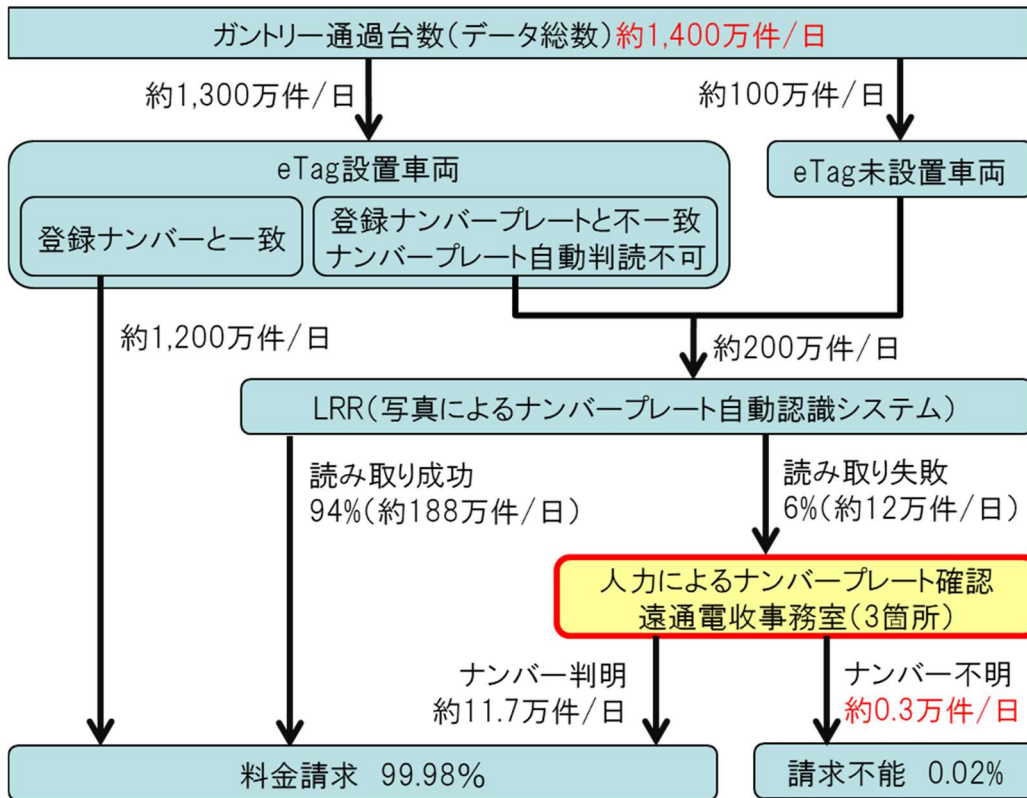 ガントリー通過台数(データ総数)約1,400万件/日
約1,300万件/日
約100万件/日
eTag設置車両
eTag未設置車両
登録ナンバーと一致
登録ナンバープレートと不一致
ナンバープレート自動判読不可
約1,200万件/日
約200万件/日
LRR(写真によるナンバープレート自動認識システム)
読み取り成功
94%(約188万件/日)
読み取り失敗
6%(約12万件/日)
人力によるナンバープレート確認
遠通電収事務室(3箇所)
ナンバー判明
約11.7万件/日
ナンバー不明
約0.3万件/日
料金請求 99.98%
請求不能 0.02%